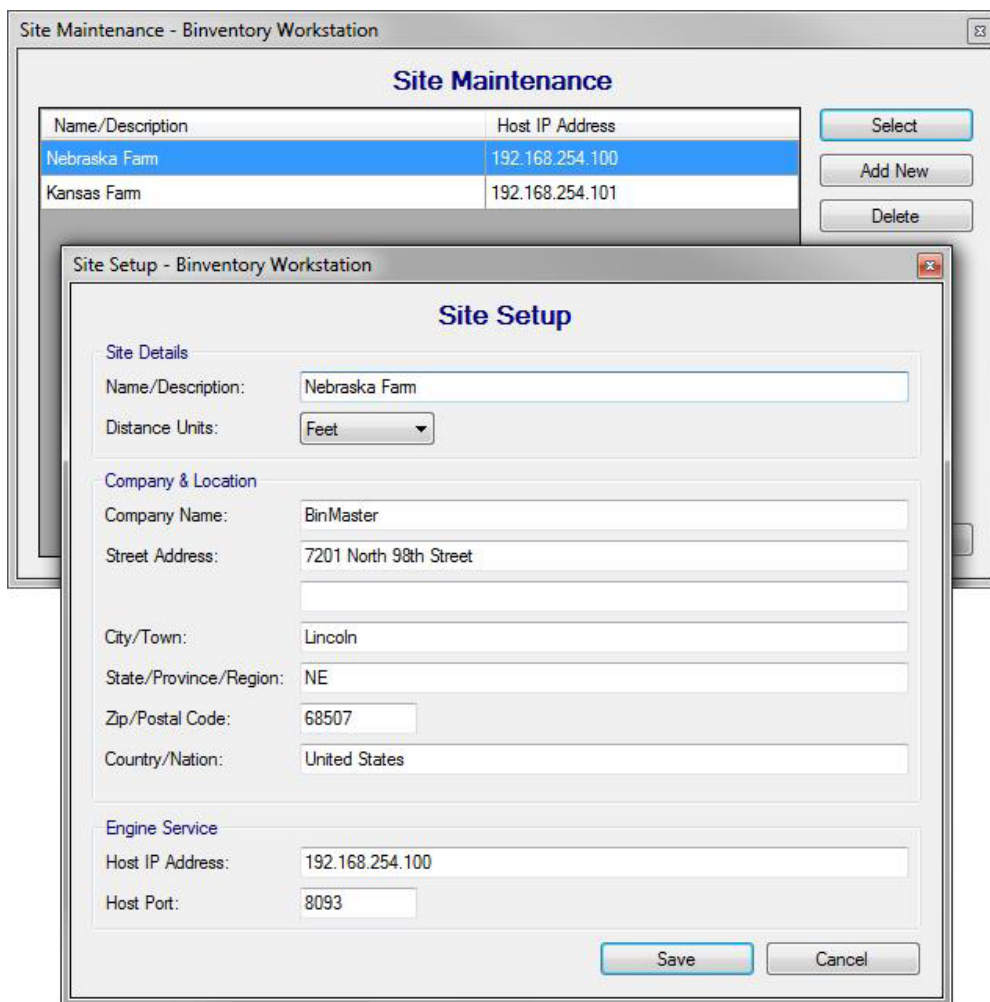 Site Maintenance - Binventory Workstation
Site Maintenance
Name/Description Host IP Address
Nebraska Farm 192.168.254.100
Kansas Farm 192.168.254.101
Select
Add New
Delete
Site Setup - Binventory Workstation
Site Setup
Site Details
Name/Description: Nebraska Farm
Distance Units: Feet
Company & Location
Company Name: BinMaster
Street Address: 7201 North 98th Street
City/Town: Lincoln
State/Province/Region: NE
Zip/Postal Code: 68507
Country/Nation: United States
Engine Service
Host IP Address: 192.168.254.100
Host Port: 8093
Save Cancel